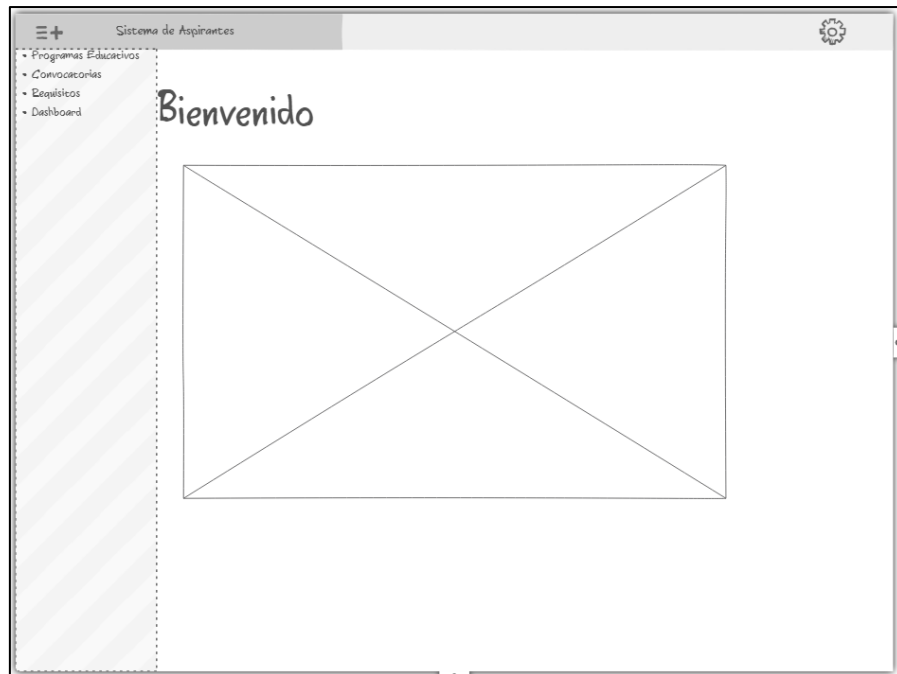 Sistema de Aspirantes
• Programas Educativos
• Convocatorias
• Requisitos
• Dashboard
Bienvenido